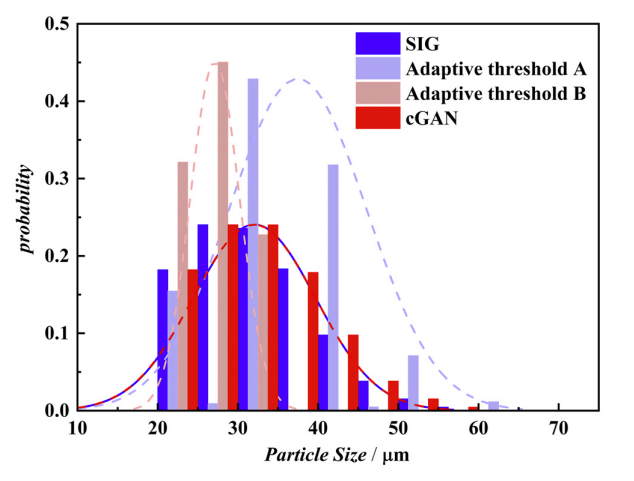 0.5
0.4
0.3
0.2
0.1
0.0
probability
SIG
Adaptive threshold A
Adaptive threshold B
cGAN
10 20 30 40 50 60 70
Particle Size / μm